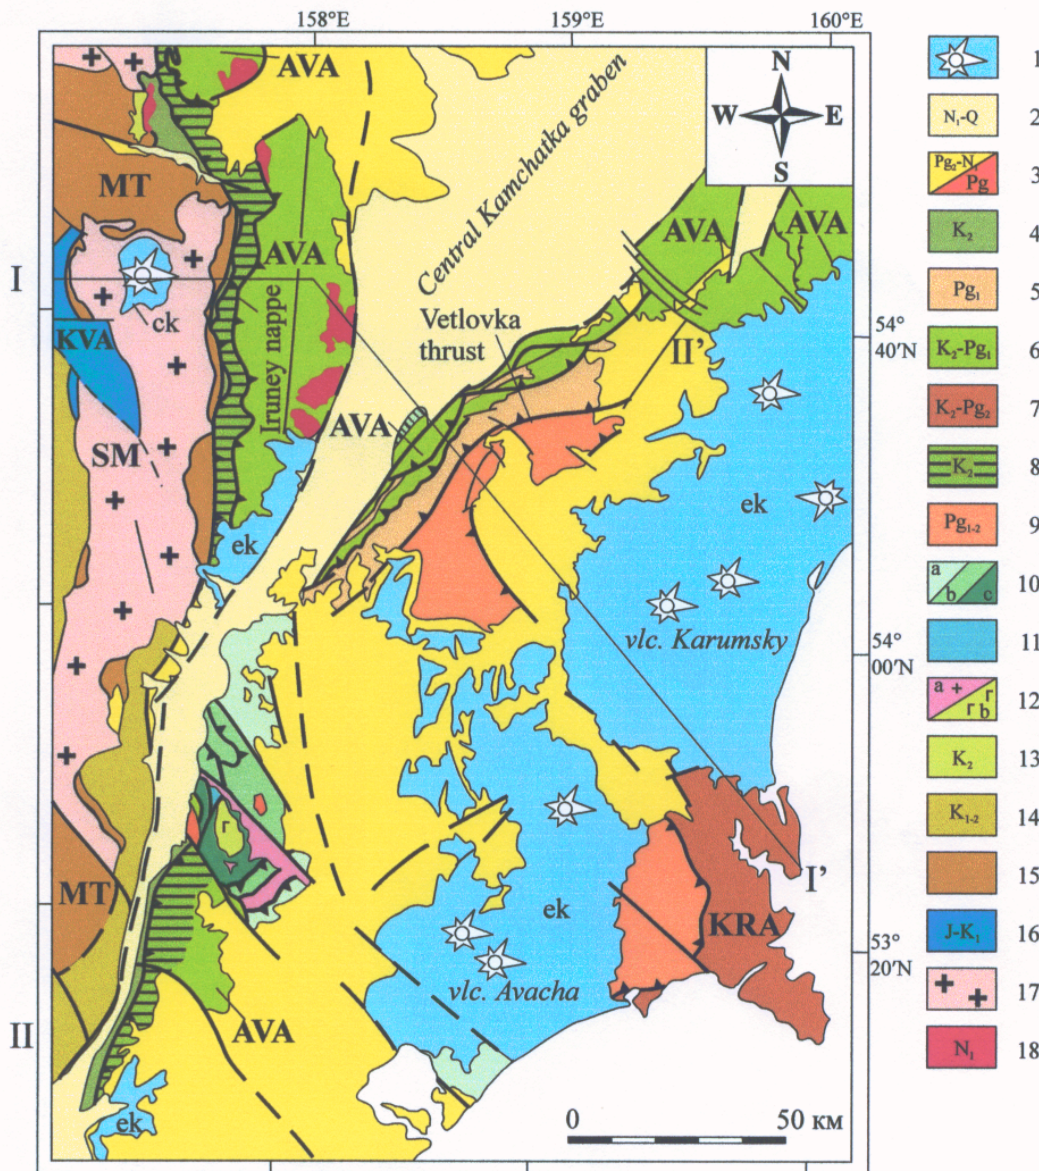 158°E 159°E 160°E
N
W E
S
AVA
MT
AVA
AVA
AVA
Central Kamchatka graben
I
ck
KVA
Iruney nappe
Vetlovka
thrust
II’
54°
40′N
AVA
SM
ek
ek
vlc. Karumsky
54°
00′N
г
MT
ek
I’
KRA
vlc. Avacha
53°
20′N
II
AVA
ek
0 50 км
1
N₁-Q 2
Pg₂-N₁ Pg 3
K₂ 4
Pg₁ 5
K₂-Pg₁ 6
K₂-Pg₂ 7
K₂ 8
Pg₁₋₂ 9
a b c 10
11
a + г г b 12
K₂ 13
K₁₋₂ 14
15
J-K₁ 16
17
N₁ 18